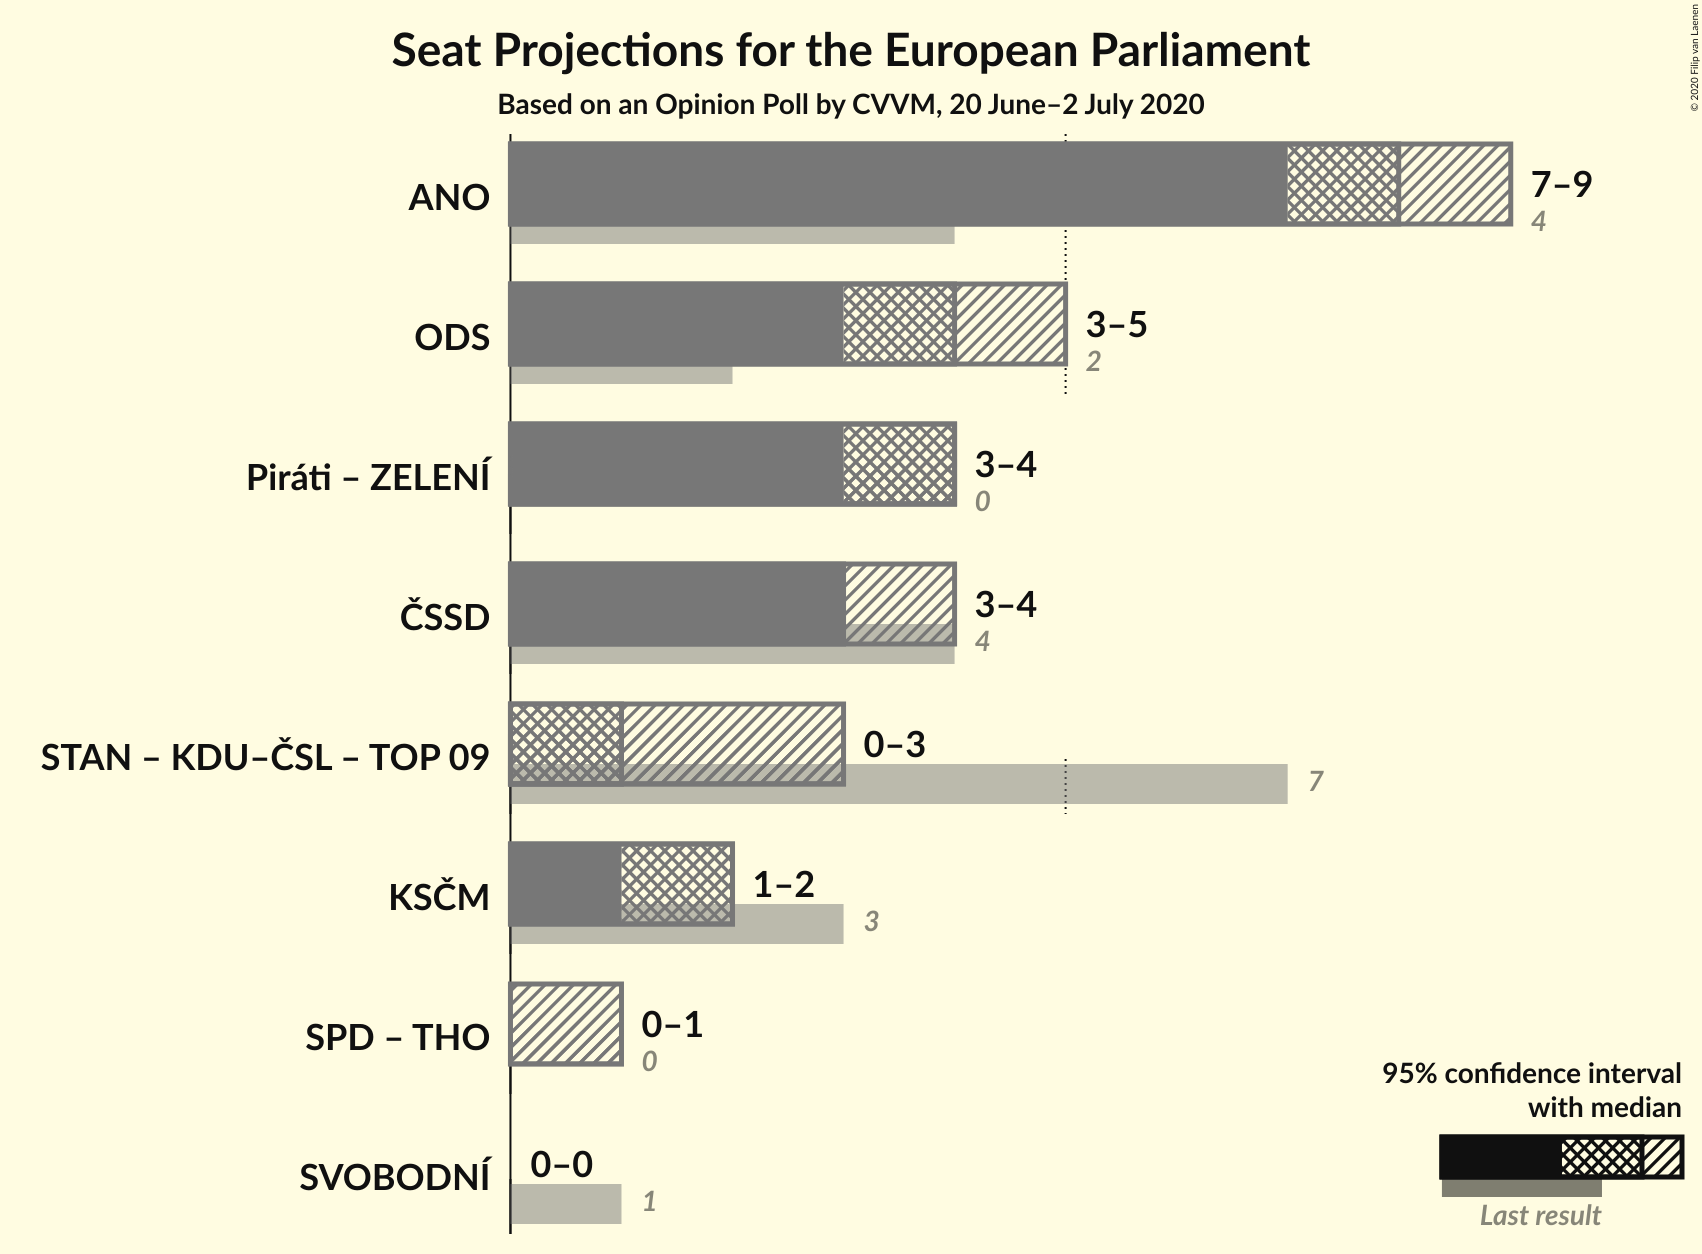 Seat Projections for the European Parliament
Based on an Opinion Poll by CVVM, 20 June–2 July 2020
© 2020 Filip van Laenen
ANO
7–9
4
ODS
3–5
2
Piráti – ZELENÍ
3–4
0
ČSSD
3–4
4
STAN – KDU–ČSL – TOP 09
0–3
7
KSČM
1–2
3
SPD – THO
0–1
0
SVOBODNÍ
0–0
1
95% confidence interval
with median
Last result